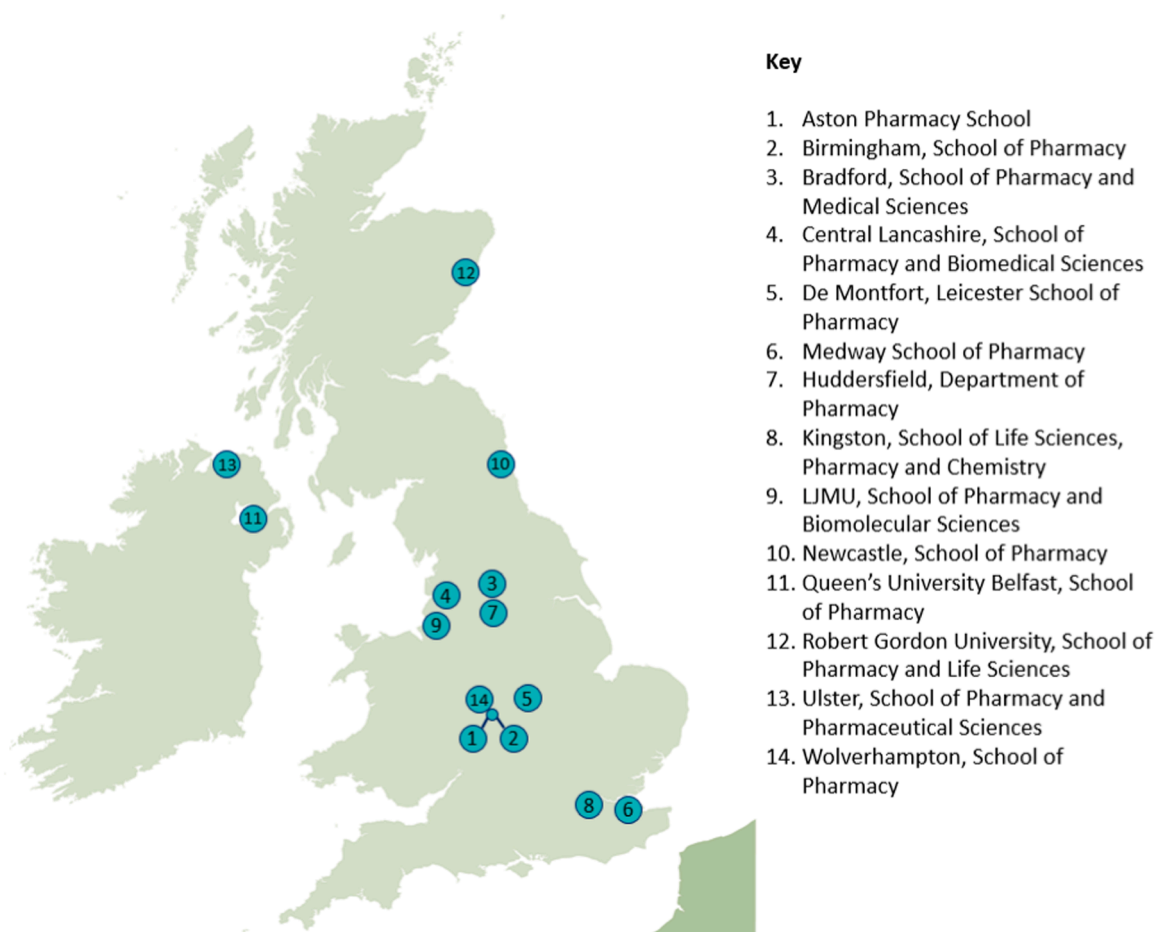 Key
1. Aston Pharmacy School
2. Birmingham, School of Pharmacy
3. Bradford, School of Pharmacy and
Medical Sciences
4. Central Lancashire, School of
Pharmacy and Biomedical Sciences
5. De Montfort, Leicester School of
Pharmacy
6. Medway School of Pharmacy
7. Huddersfield, Department of
Pharmacy
8. Kingston, School of Life Sciences,
Pharmacy and Chemistry
9. LJMU, School of Pharmacy and
Biomolecular Sciences
10. Newcastle, School of Pharmacy
11. Queen’s University Belfast, School
of Pharmacy
12. Robert Gordon University, School of
Pharmacy and Life Sciences
13. Ulster, School of Pharmacy and
Pharmaceutical Sciences
14. Wolverhampton, School of
Pharmacy
12
13
10
11
3
4
7
9
14
5
1
2
8
6